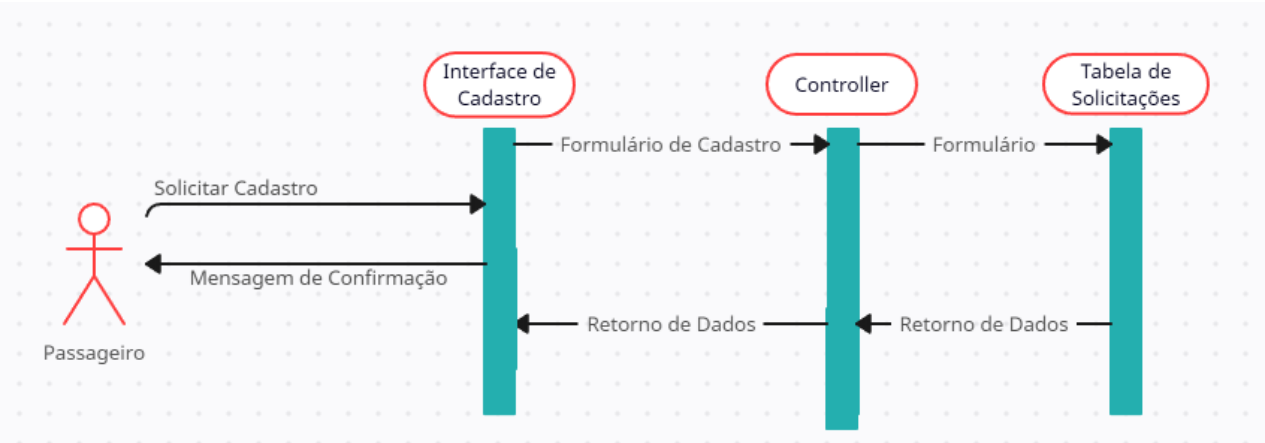 Interface de
Cadastro
Controller
Tabela de
Solicitações
Formulário de Cadastro
Formulário
Solicitar Cadastro
Mensagem de Confirmação
Retorno de Dados
Retorno de Dados
Passageiro